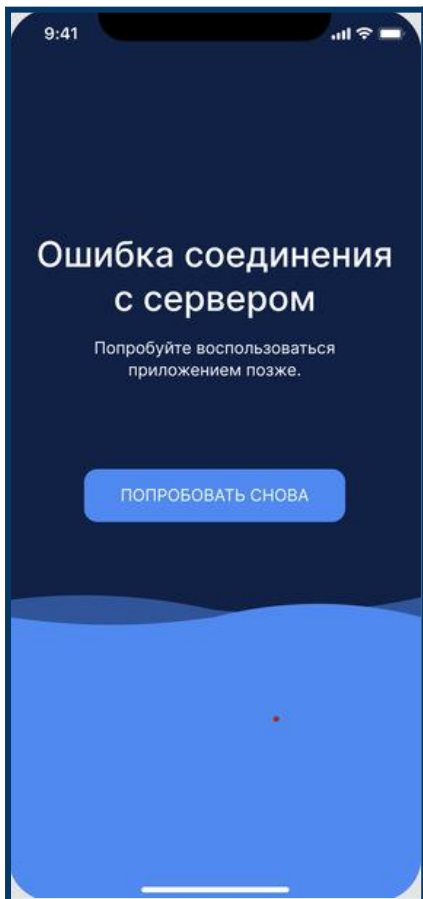 9:41
Ошибка соединения
с сервером
Попробуйте воспользоваться
приложением позже.
ПОПРОБОВАТЬ СНОВА